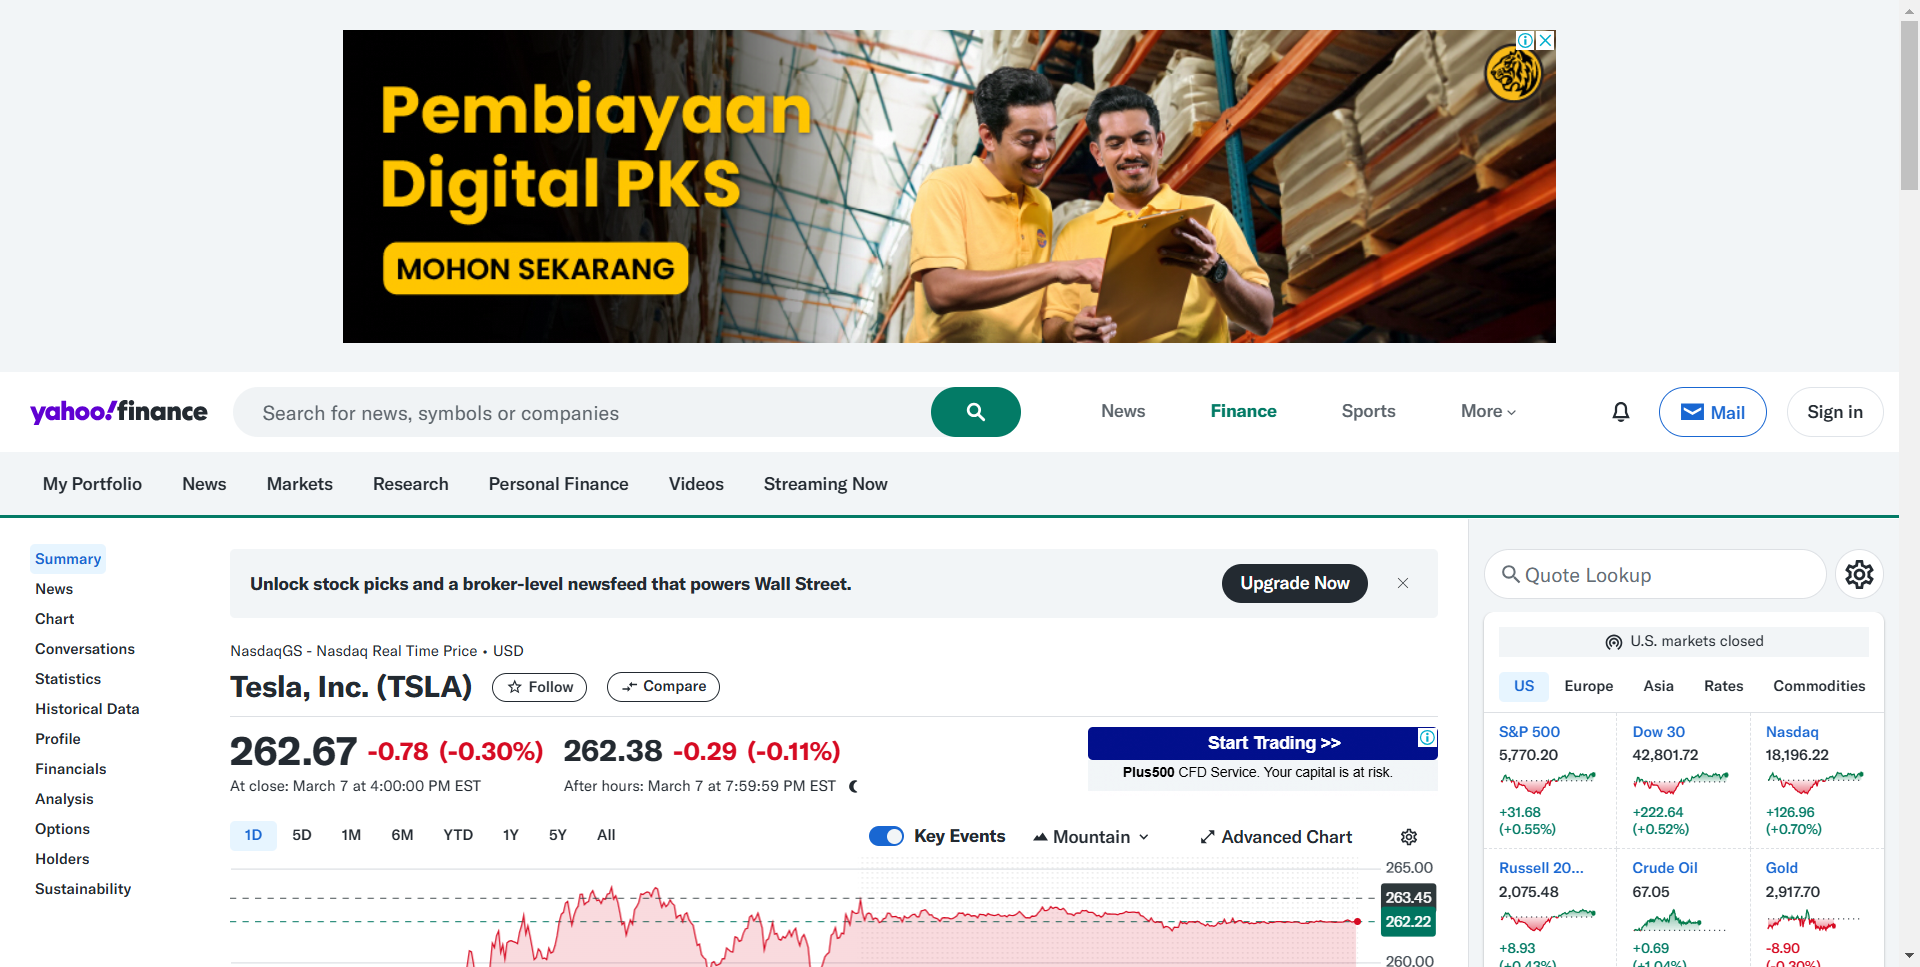 Pembiayaan
Digital PKS
MOHON SEKARANG
yahoo!finance
Search for news, symbols or companies
News
Finance
Sports
More
Mail
Sign in
My Portfolio
News
Markets
Research
Personal Finance
Videos
Streaming Now
Summary
News
Chart
Conversations
Statistics
Historical Data
Profile
Financials
Analysis
Options
Holders
Sustainability
Unlock stock picks and a broker-level newsfeed that powers Wall Street.
Upgrade Now
NasdaqGS - Nasdaq Real Time Price • USD
Tesla, Inc. (TSLA)
Follow
Compare
262.67 -0.78 (-0.30%)
At close: March 7 at 4:00:00 PM EST
262.38 -0.29 (-0.11%)
After hours: March 7 at 7:59:59 PM EST
Start Trading >>
Plus500 CFD Service. Your capital is at risk.
1D
5D
1M
6M
YTD
1Y
5Y
All
Key Events
Mountain
Advanced Chart
265.00
263.45
262.22
260.00
Quote Lookup
U.S. markets closed
US
Europe
Asia
Rates
Commodities
S&P 500
5,770.20
+31.68
(+0.55%)
Dow 30
42,801.72
+222.64
(+0.52%)
Nasdaq
18,196.22
+126.96
(+0.70%)
Russell 20...
2,075.48
+8.93
(+0.43%)
Crude Oil
67.05
+0.69
(+1.04%)
Gold
2,917.70
-8.90
(-0.30%)